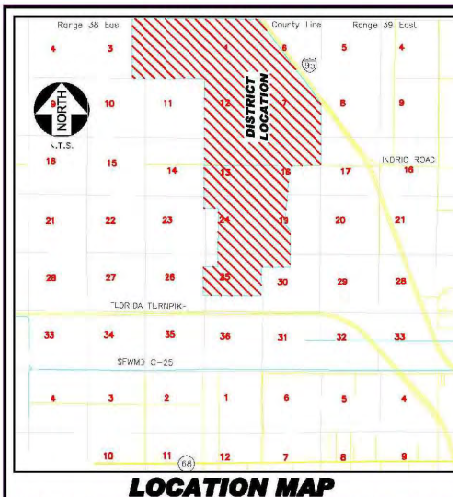 Range 38 Eas County Line Range 39 East
4 3 1 6 5 4
95
9 10 11 12 7 8 9
NORTH
DISTRICT
LOCATION
N.T.S.
INDRIO ROAD
18 15 14 13 18 17 16
21 22 23 24 19 20 21
28 27 26 25 30 29 28
FLORIDA TURNPIKE
33 34 35 36 31 32 33
SFWMD C-25
4 3 2 1 6 5 4
10 11 12 7 8 9
68
LOCATION MAP